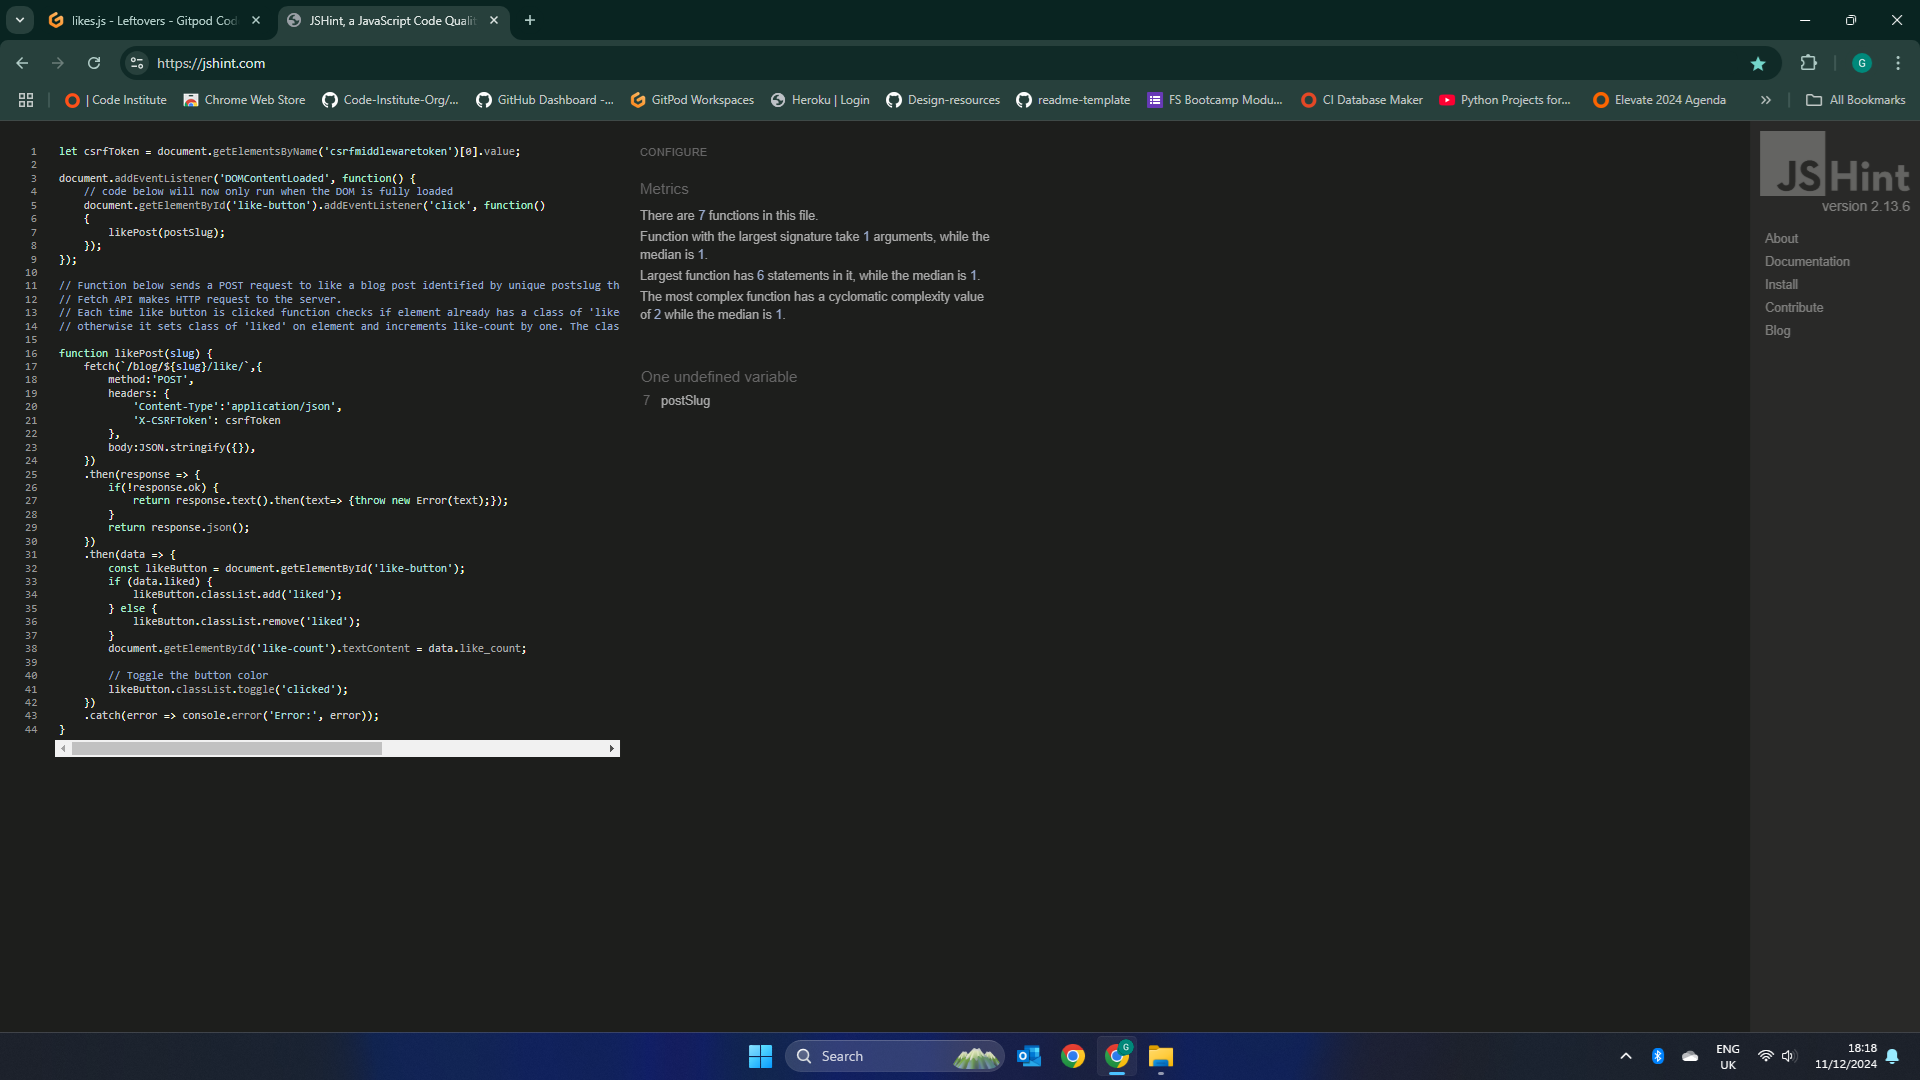 likes.js - Leftovers - Gitpod Cod
JSHint, a JavaScript Code Qualit
https://jshint.com
G
| Code Institute
Chrome Web Store
Code-Institute-Org/...
GitHub Dashboard -...
GitPod Workspaces
Heroku | Login
Design-resources
readme-template
FS Bootcamp Modu...
CI Database Maker
Python Projects for...
Elevate 2024 Agenda
All Bookmarks
1 let csrfToken = document.getElementsByName('csrfmiddlewaretoken')[0].value;
2
3 document.addEventListener('DOMContentLoaded', function() {
4     // code below will now only run when the DOM is fully loaded
5     document.getElementById('like-button').addEventListener('click', function()
6     {
7         likePost(postSlug);
8     });
9 });
10
11 // Function below sends a POST request to like a blog post identified by unique postslug th
12 // Fetch API makes HTTP request to the server.
13 // Each time like button is clicked function checks if element already has a class of 'like
14 // otherwise it sets class of 'liked' on element and increments like-count by one. The clas
15
16 function likePost(slug) {
17     fetch(`/blog/${slug}/like/`,{
18         method:'POST',
19         headers: {
20             'Content-Type':'application/json',
21             'X-CSRFToken': csrfToken
22         },
23         body:JSON.stringify({}),
24     })
25     .then(response => {
26         if(!response.ok) {
27             return response.text().then(text=> {throw new Error(text);});
28         }
29         return response.json();
30     })
31     .then(data => {
32         const likeButton = document.getElementById('like-button');
33         if (data.liked) {
34             likeButton.classList.add('liked');
35         } else {
36             likeButton.classList.remove('liked');
37         }
38         document.getElementById('like-count').textContent = data.like_count;
39
40         // Toggle the button color
41         likeButton.classList.toggle('clicked');
42     })
43     .catch(error => console.error('Error:', error));
44 }
CONFIGURE
Metrics
There are 7 functions in this file.
Function with the largest signature take 1 arguments, while the
median is 1.
Largest function has 6 statements in it, while the median is 1.
The most complex function has a cyclomatic complexity value
of 2 while the median is 1.
One undefined variable
7 postSlug
JSHint
version 2.13.6
About
Documentation
Install
Contribute
Blog
Search
G
ENG
UK
18:18
11/12/2024